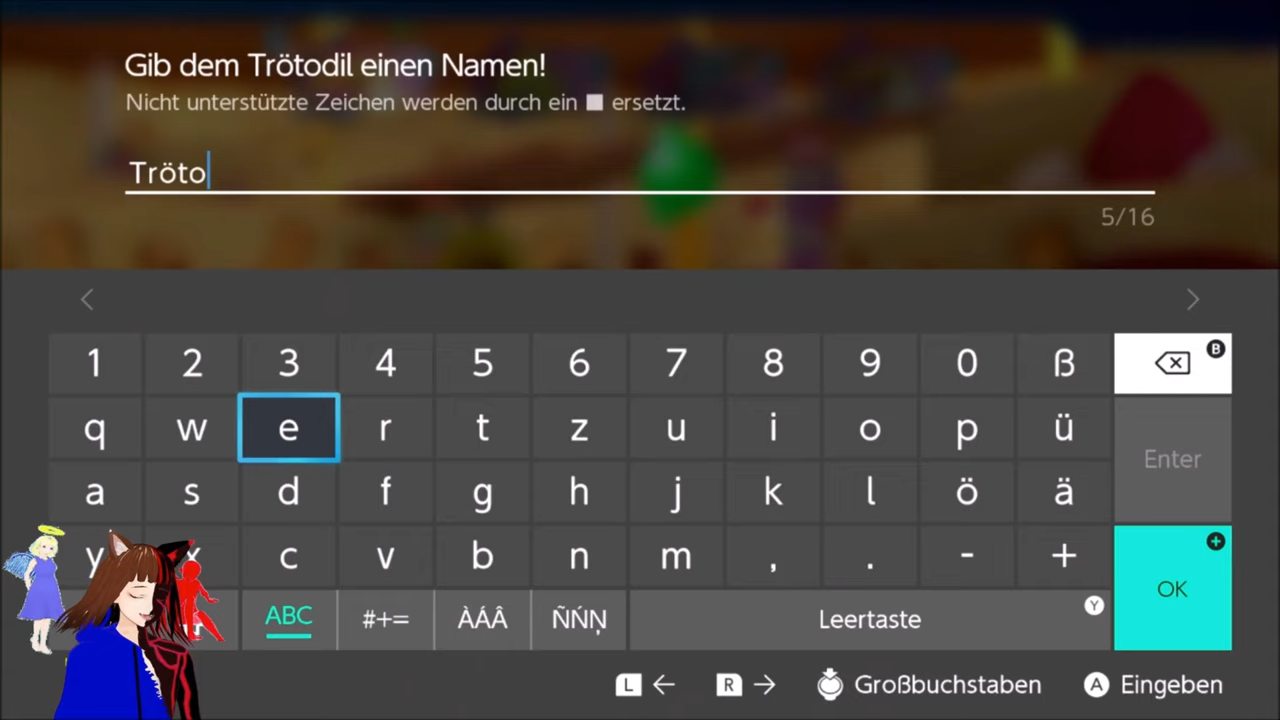 Gib dem Trötodil einen Namen!
Nicht unterstützte Zeichen werden durch ein ■ ersetzt.
Tröto
5/16
1 2 3 4 5 6 7 8 9 0 ß B
q w e r t z u i o p ü
Enter
a s d f g h j k l ö ä
y x c v b n m , . - +
OK
ABC #+= ÀÁÂ ÑŃŅ Leertaste Y
L ← R → Großbuchstaben A Eingeben